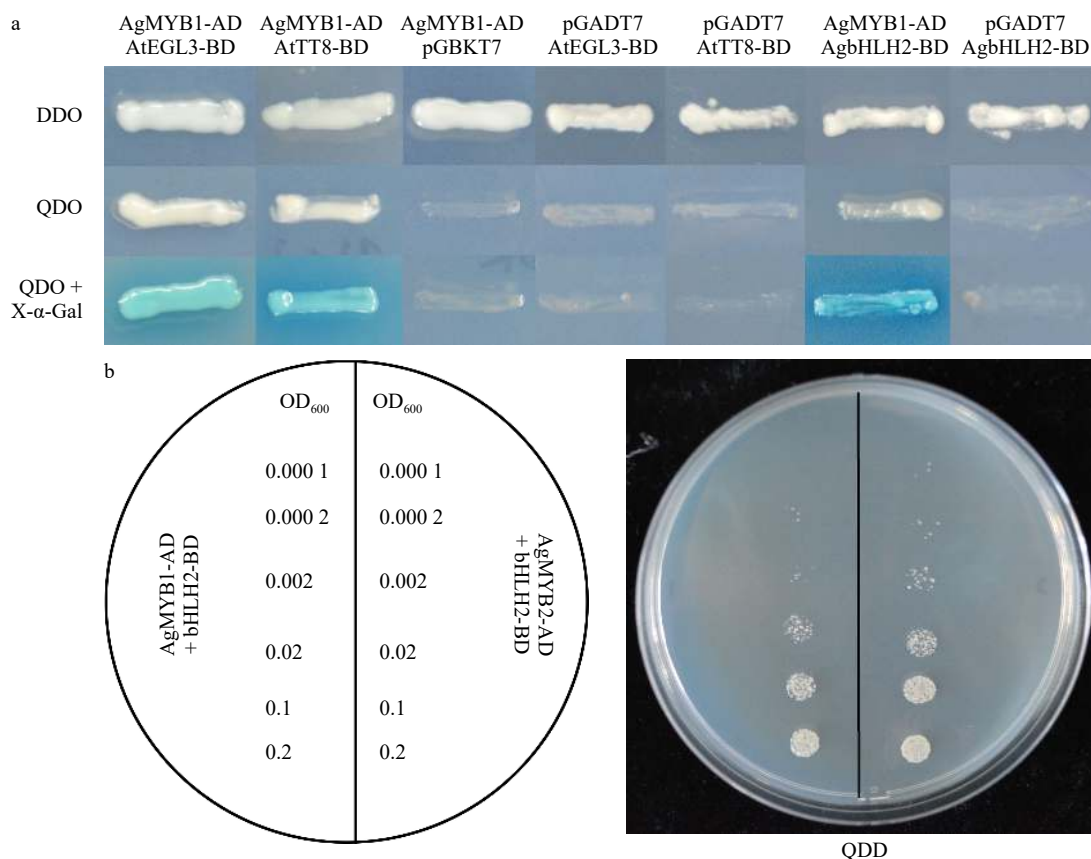 a
AgMYB1-AD AgMYB1-AD AgMYB1-AD pGADT7 pGADT7 AgMYB1-AD pGADT7
AtEGL3-BD AtTT8-BD pGBKT7 AtEGL3-BD AtTT8-BD AgbHLH2-BD AgbHLH2-BD
DDO
QDO
QDO +
X-α-Gal
b
OD600 OD600
0.000 1 0.000 1
0.000 2 0.000 2
0.002 0.002
0.02 0.02
0.1 0.1
0.2 0.2
AgMYB1-AD
+ bHLH2-BD
AgMYB2-AD
+ bHLH2-BD
QDD